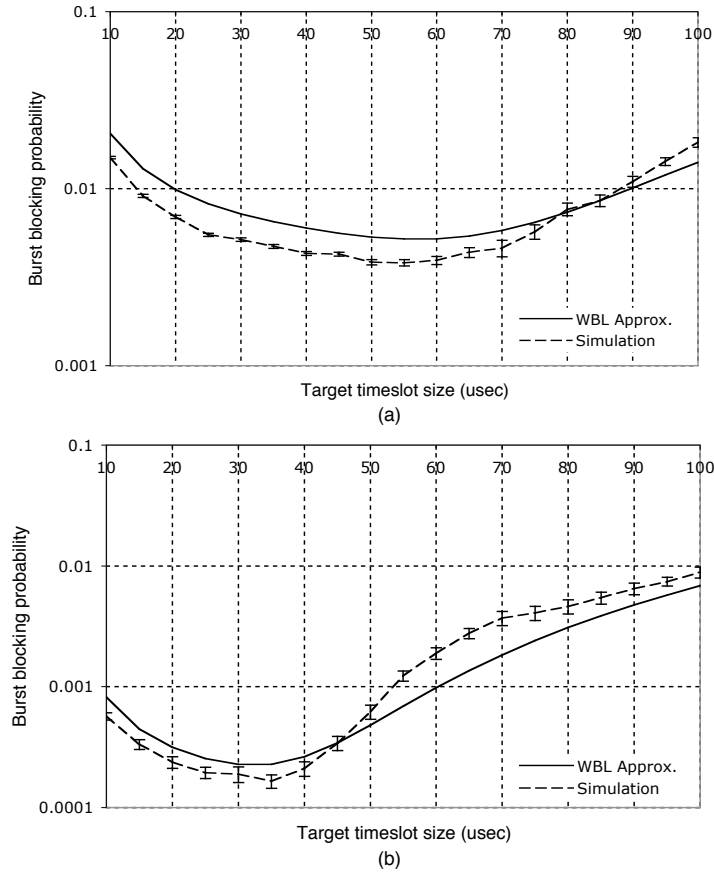 0.1
10 20 30 40 50 60 70 80 90 100
0.01
0.001
Burst blocking probability
WBL Approx.
Simulation
Target timeslot size (usec)
(a)
0.1
10 20 30 40 50 60 70 80 90 100
0.01
0.001
0.0001
Burst blocking probability
WBL Approx.
Simulation
Target timeslot size (usec)
(b)